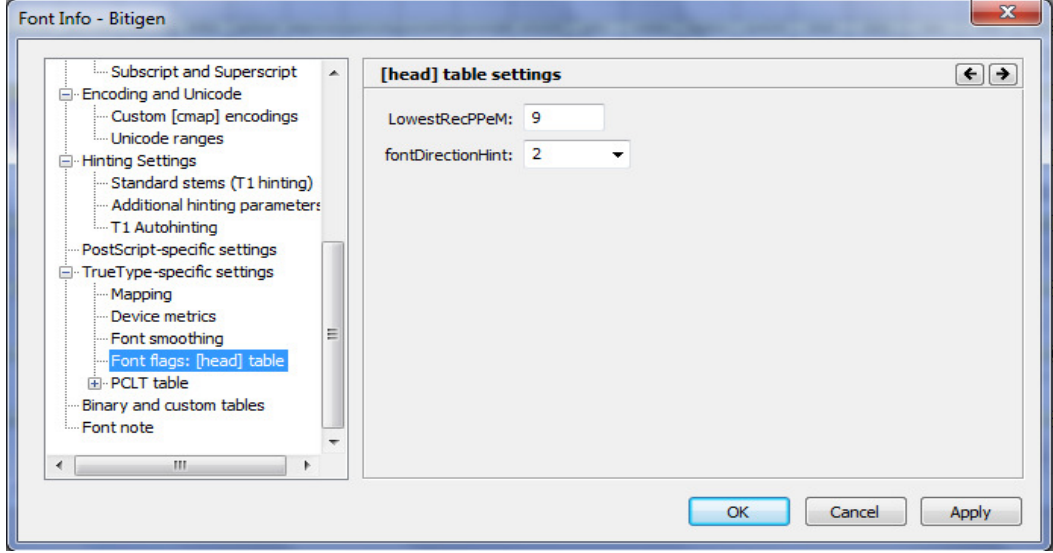 Font Info - Bitigen
Subscript and Superscript
Encoding and Unicode
Custom [cmap] encodings
Unicode ranges
Hinting Settings
Standard stems (T1 hinting)
Additional hinting parameters
T1 Autohinting
PostScript-specific settings
TrueType-specific settings
Mapping
Device metrics
Font smoothing
Font flags: [head] table
PCLT table
Binary and custom tables
Font note
[head] table settings
LowestRecPPeM: 9
fontDirectionHint: 2
OK Cancel Apply